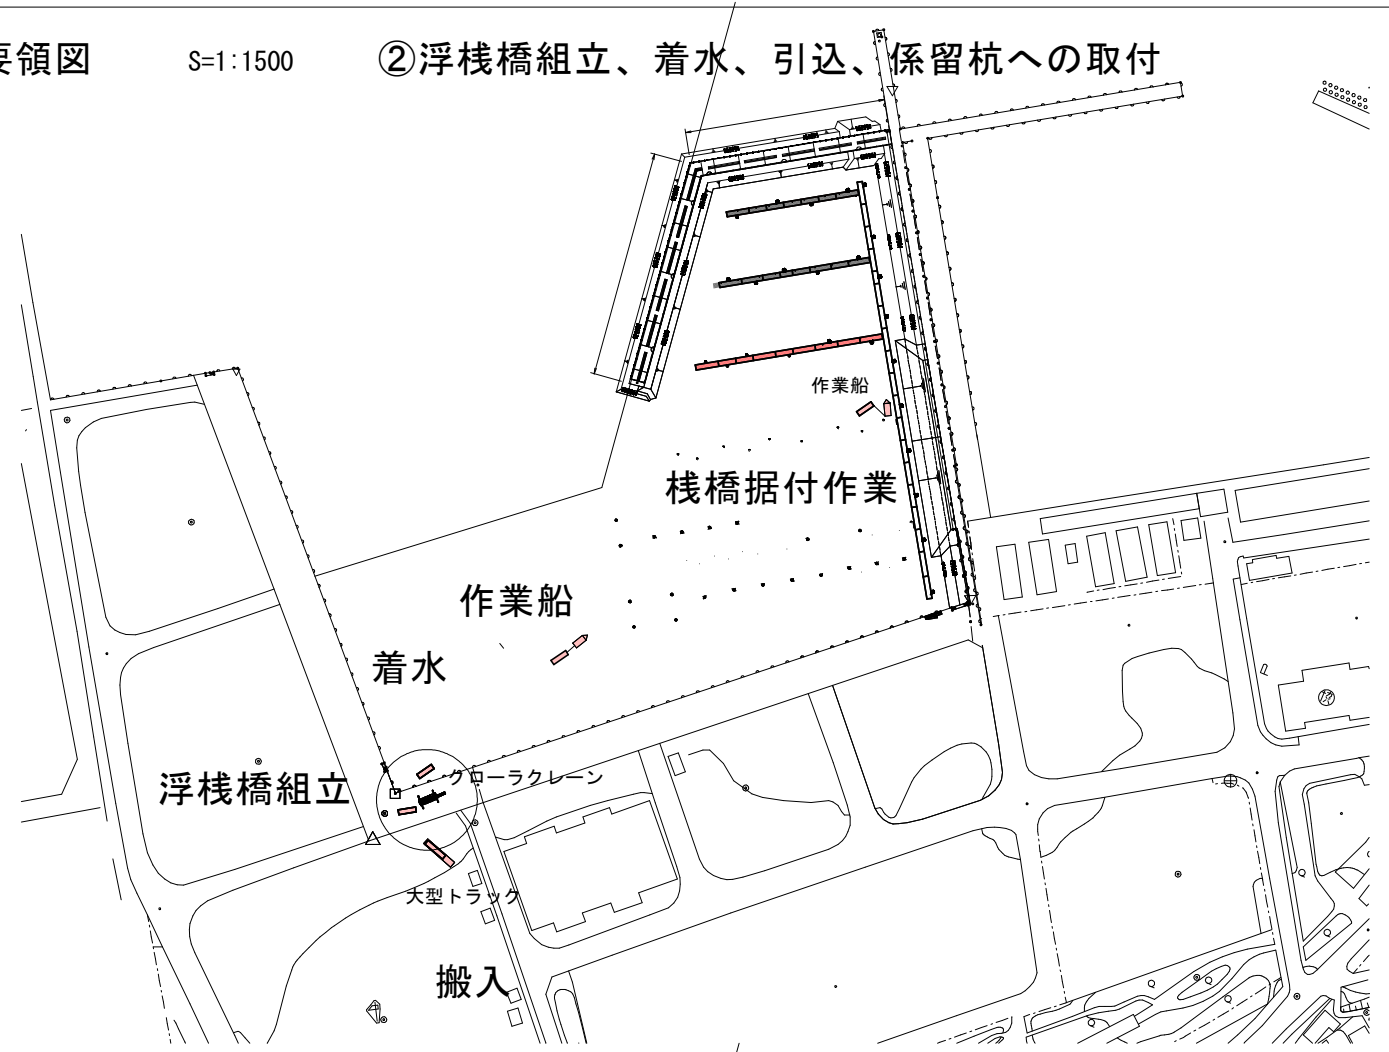 要領図 S=1:1500 ②浮桟橋組立、着水、引込、係留杭への取付
作業船
桟橋据付作業
作業船
着水
浮桟橋組立
クローラクレーン
大型トラック
搬入